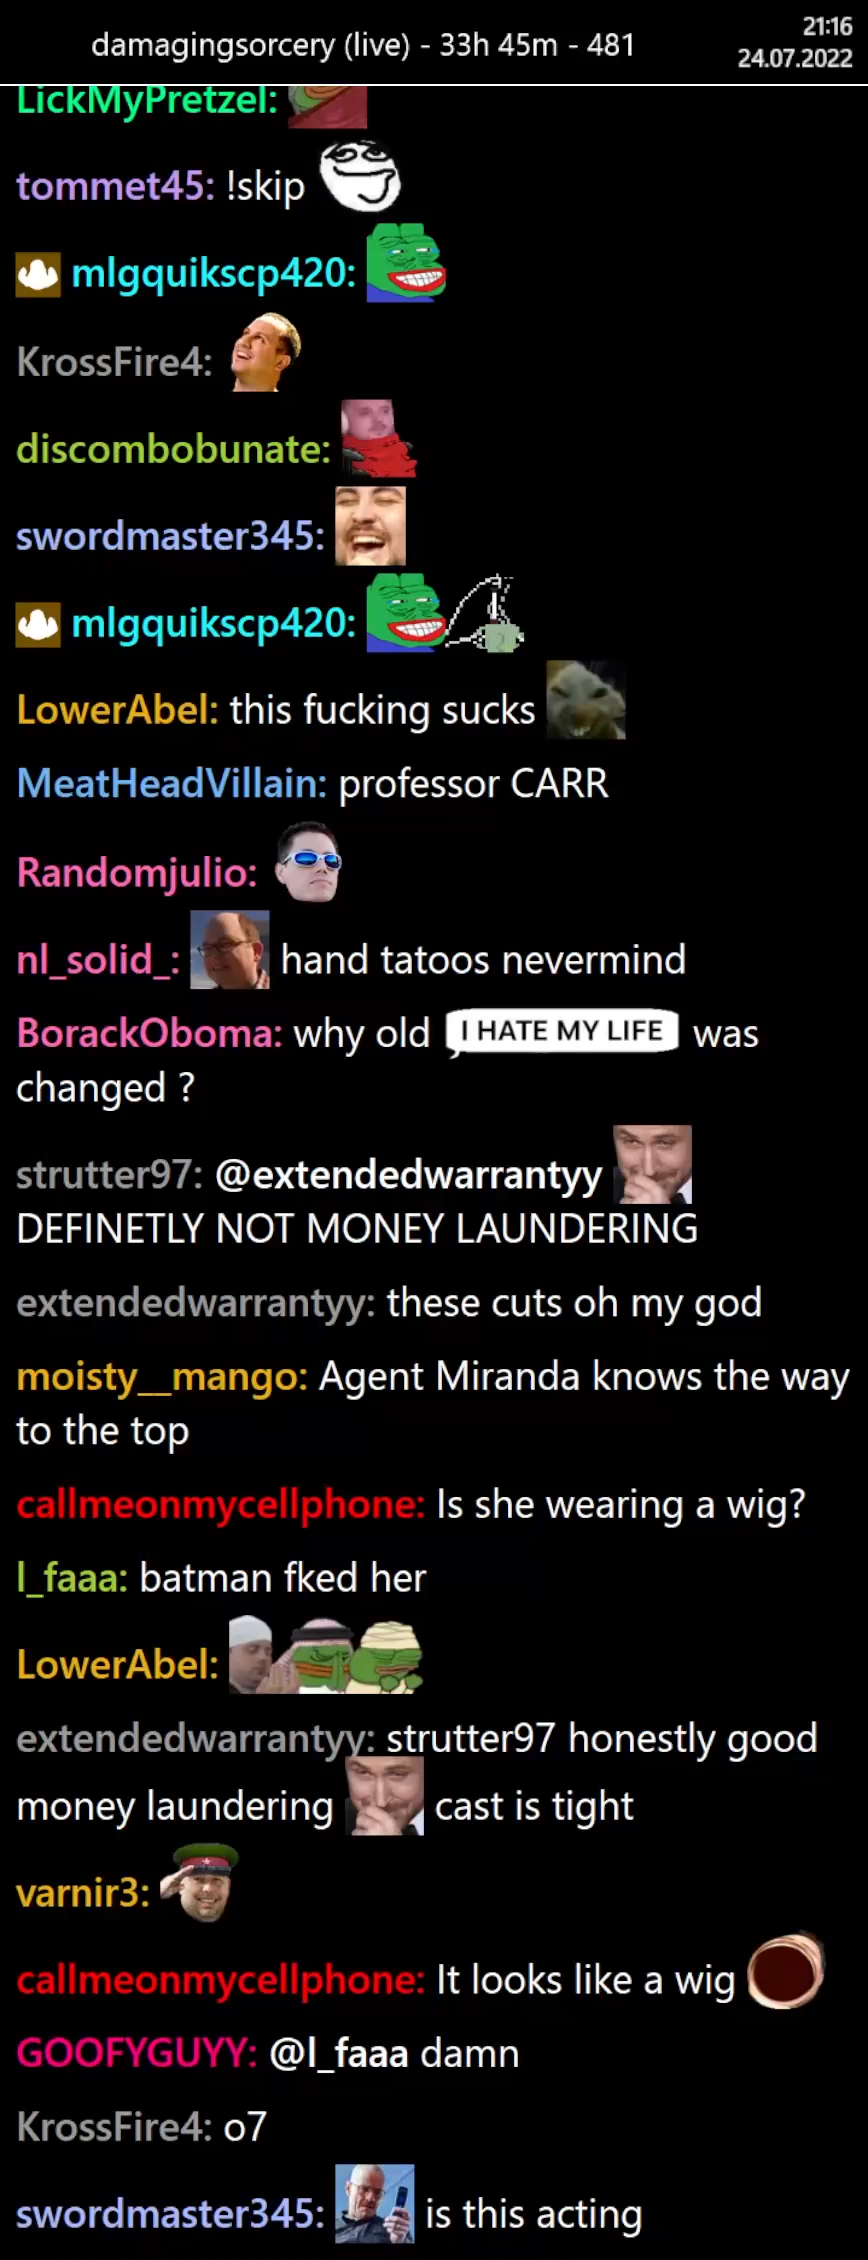 damagingsorcery (live) - 33h 45m - 481
21:16
24.07.2022
LickMyPretzel:
tommet45: !skip
mlgquikscp420:
KrossFire4:
discombobunate:
swordmaster345:
mlgquikscp420:
LowerAbel: this fucking sucks
MeatHeadVillain: professor CARR
Randomjulio:
nl_solid_: hand tatoos nevermind
BorackOboma: why old I HATE MY LIFE was
changed ?
strutter97: @extendedwarrantyy
DEFINETLY NOT MONEY LAUNDERING
extendedwarrantyy: these cuts oh my god
moisty__mango: Agent Miranda knows the way
to the top
callmeonmycellphone: Is she wearing a wig?
l_faaa: batman fked her
LowerAbel:
extendedwarrantyy: strutter97 honestly good
money laundering cast is tight
varnir3:
callmeonmycellphone: It looks like a wig
GOOFYGUYY: @l_faaa damn
KrossFire4: o7
swordmaster345: is this acting